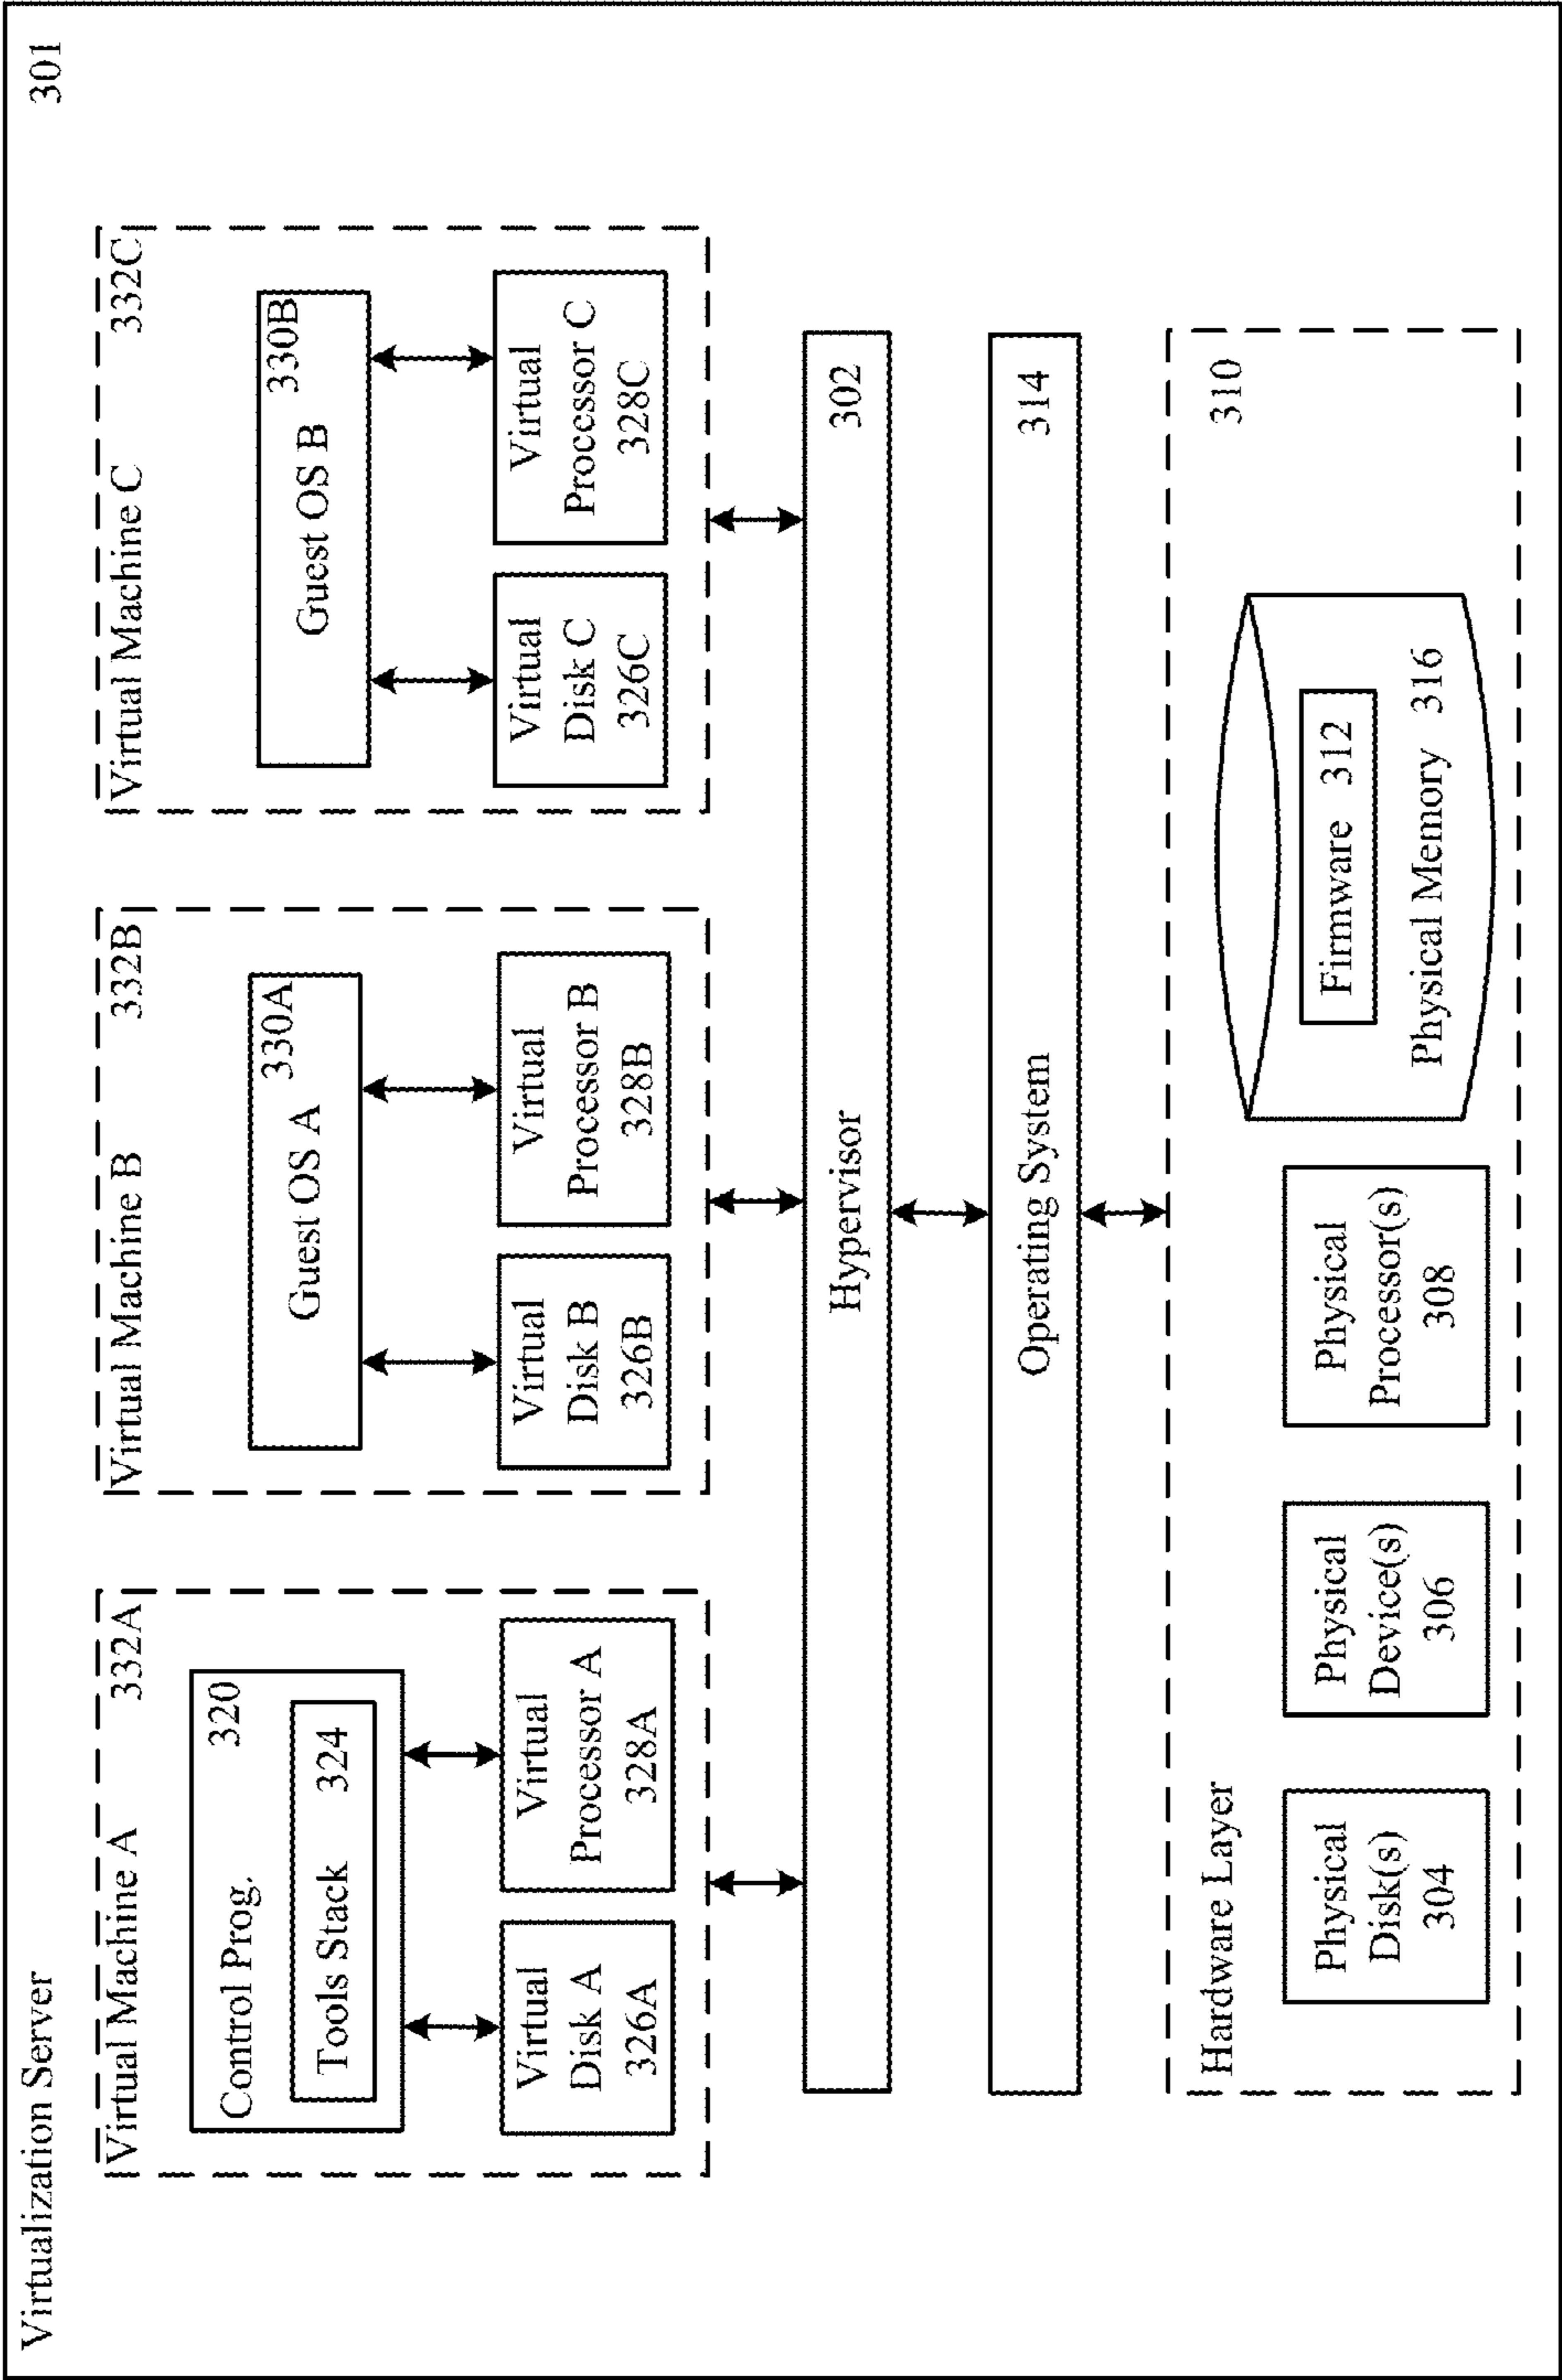 Virtualization Server
301
Virtual Machine A
332A
Control Prog.
320
Tools Stack 324
Virtual
Disk A
326A
Virtual
Processor A
328A
Virtual Machine B
332B
330A
Guest OS A
Virtual
Disk B
326B
Virtual
Processor B
328B
Virtual Machine C
332C
330B
Guest OS B
Virtual
Disk C
326C
Virtual
Processor C
328C
Hypervisor
302
Operating System
314
Hardware Layer
310
Physical
Disk(s)
304
Physical
Device(s)
306
Physical
Processor(s)
308
Firmware 312
Physical Memory 316